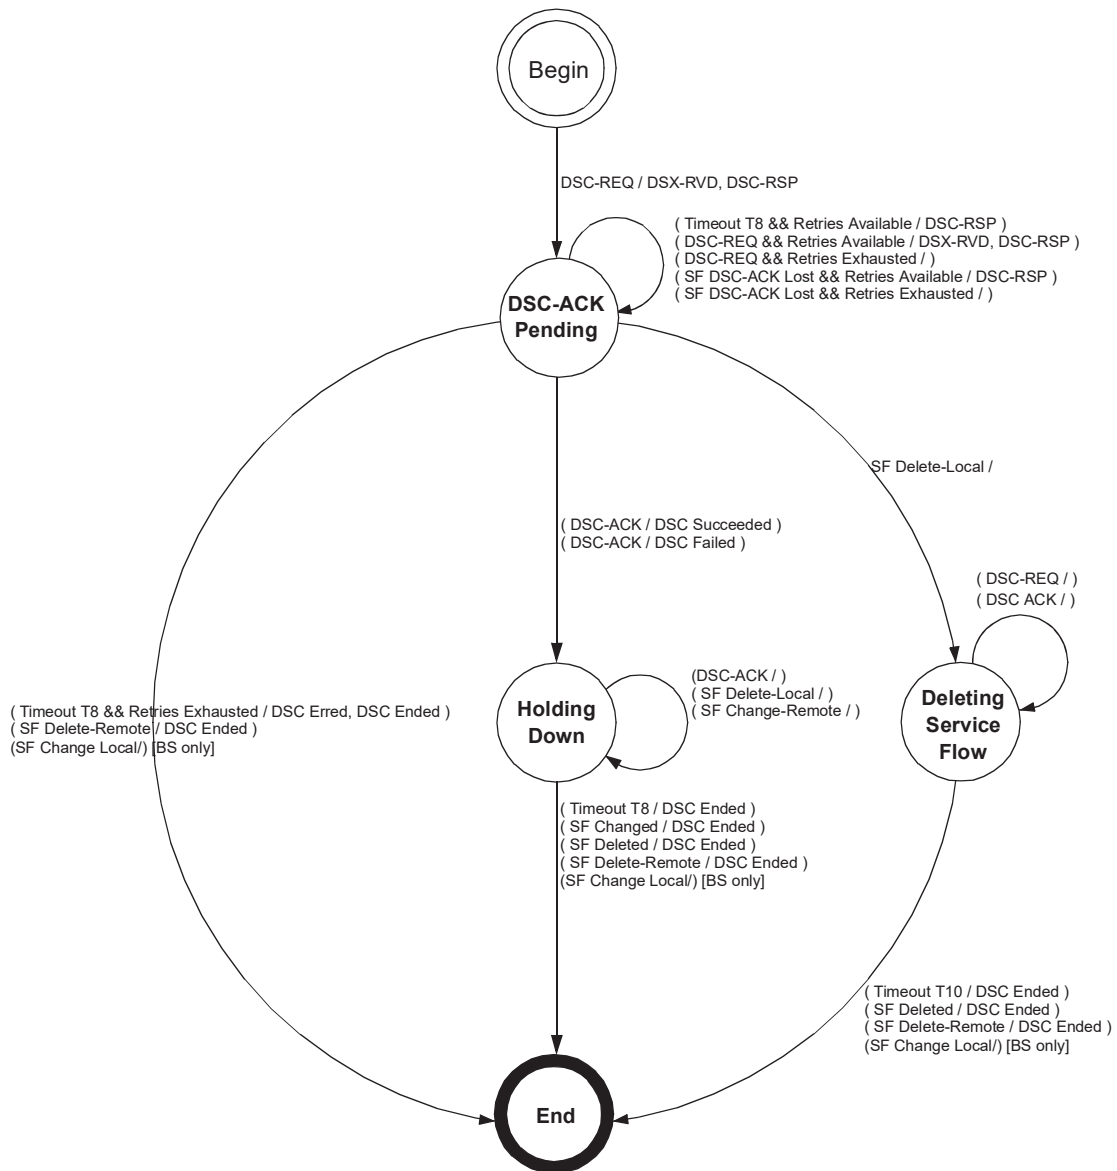 Begin
DSC-REQ / DSX-RVD, DSC-RSP
( Timeout T8 && Retries Available / DSC-RSP )
( DSC-REQ && Retries Available / DSX-RVD, DSC-RSP )
( DSC-REQ && Retries Exhausted / )
( SF DSC-ACK Lost && Retries Available / DSC-RSP )
( SF DSC-ACK Lost && Retries Exhausted / )
DSC-ACK
Pending
SF Delete-Local /
( DSC-ACK / DSC Succeeded )
( DSC-ACK / DSC Failed )
( DSC-REQ / )
( DSC ACK / )
(DSC-ACK / )
( SF Delete-Local / )
( SF Change-Remote / )
Holding
Down
Deleting
Service
Flow
( Timeout T8 && Retries Exhausted / DSC Erred, DSC Ended )
( SF Delete-Remote / DSC Ended )
(SF Change Local/) [BS only]
( Timeout T8 / DSC Ended )
( SF Changed / DSC Ended )
( SF Deleted / DSC Ended )
( SF Delete-Remote / DSC Ended )
(SF Change Local/) [BS only]
( Timeout T10 / DSC Ended )
( SF Deleted / DSC Ended )
( SF Delete-Remote / DSC Ended )
(SF Change Local/) [BS only]
End